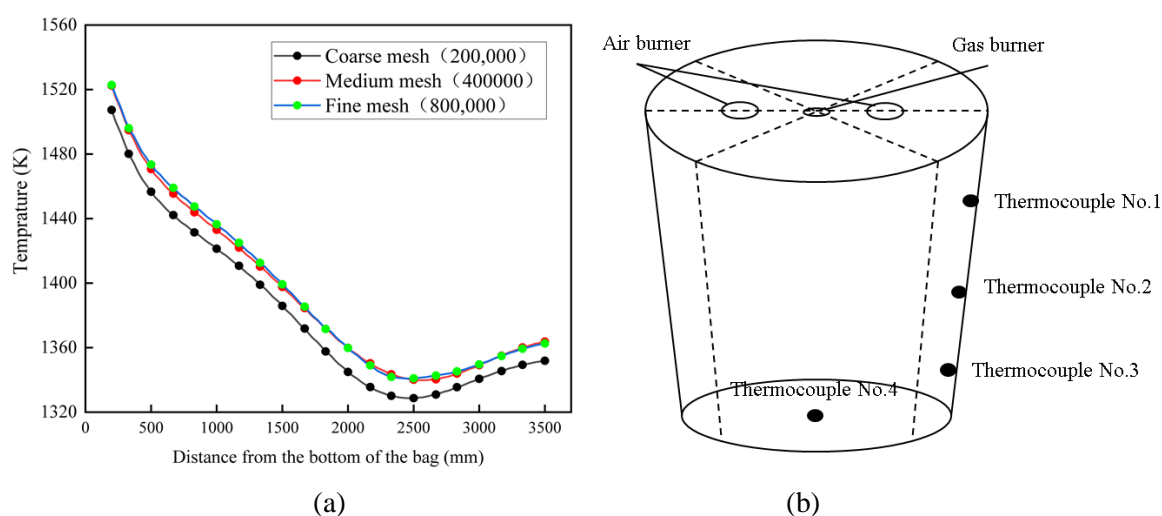 1560
1520
1480
1440
1400
1360
1320
Temprature (K)
Coarse mesh（200,000）
Medium mesh（400000）
Fine mesh（800,000）
0 500 1000 1500 2000 2500 3000 3500
Distance from the bottom of the bag (mm)
(a)
Air burner
Gas burner
Thermocouple No.1
Thermocouple No.2
Thermocouple No.3
Thermocouple No.4
(b)